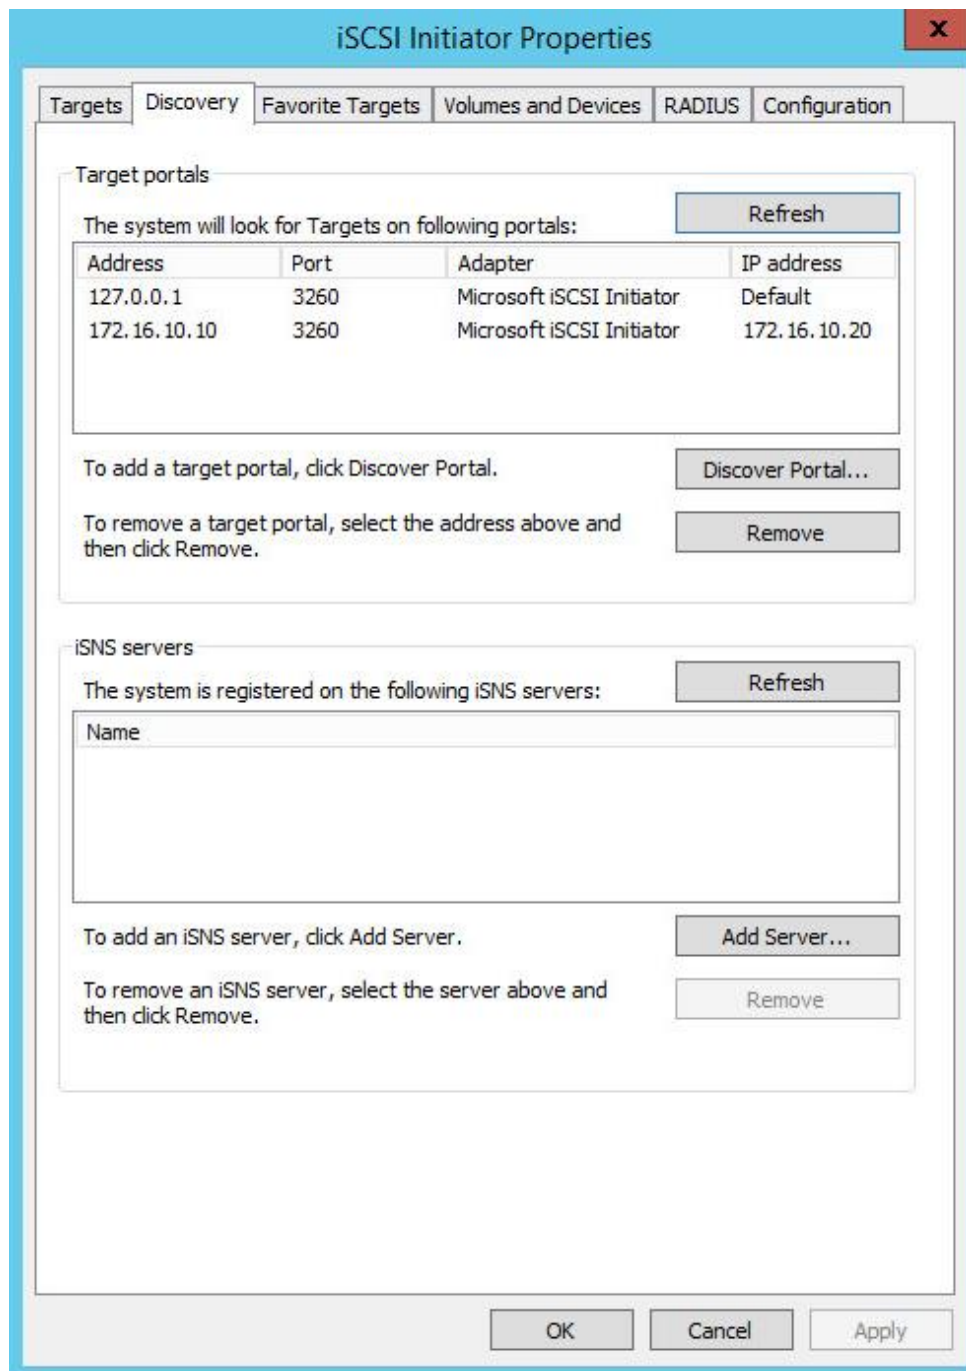 iSCSI Initiator Properties
x
Targets Discovery Favorite Targets Volumes and Devices RADIUS Configuration
Target portals
The system will look for Targets on following portals:
Refresh
Address Port Adapter IP address
127.0.0.1 3260 Microsoft iSCSI Initiator Default
172.16.10.10 3260 Microsoft iSCSI Initiator 172.16.10.20
To add a target portal, click Discover Portal.
Discover Portal...
To remove a target portal, select the address above and
then click Remove.
Remove
iSNS servers
The system is registered on the following iSNS servers:
Refresh
Name
To add an iSNS server, click Add Server.
Add Server...
To remove an iSNS server, select the server above and
then click Remove.
Remove
OK Cancel Apply